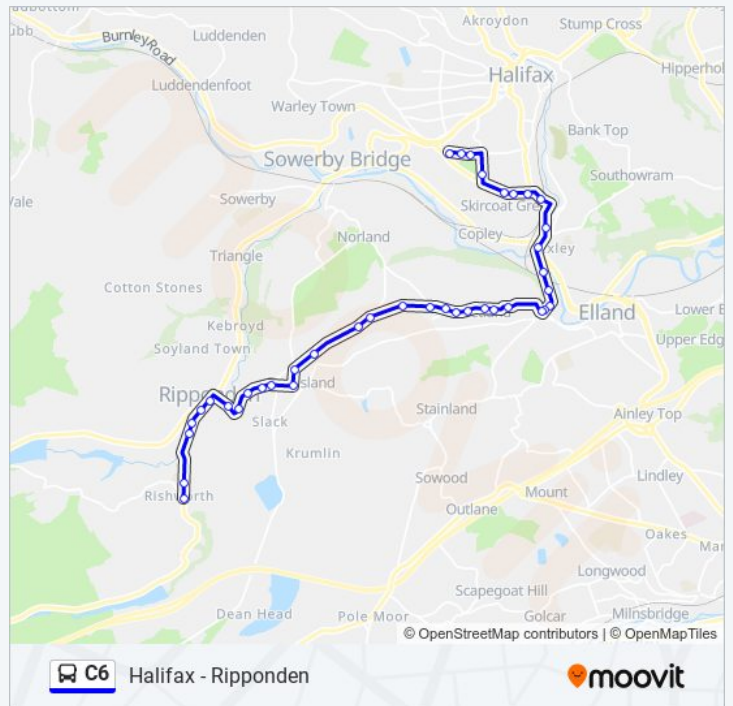 Akroydon
Stump Cross
Luddenden
Burnley Road
Halifax
Hipperhol
Luddendenfoot
Warley Town
Bank Top
Sowerby Bridge
Southowram
Sowerby
Skircoat Gre
Copley
Norland
xley
Triangle
Cotton Stones
Elland
Lower E
Kebroyd
Upper Edg
Soyland Town
Ripponden
island
Stainland
Ainley Top
Slack
Krumlin
Lindley
Sowood
Mount
Rishworth
Outlane
Oakes
Mar
Longwood
Scapegoat Hill
Dean Head
Pole Moor
Golcar
Milnsbridge
© OpenStreetMap contributors | © OpenMapTiles
C6 Halifax - Ripponden
moovit